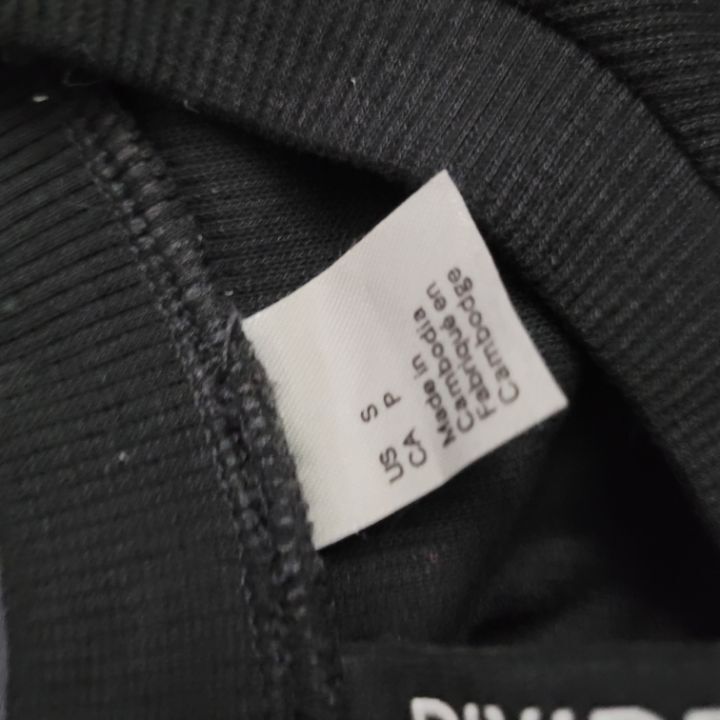 US S
CA P
Made in
Cambodia
Fabriqué en
Cambodge